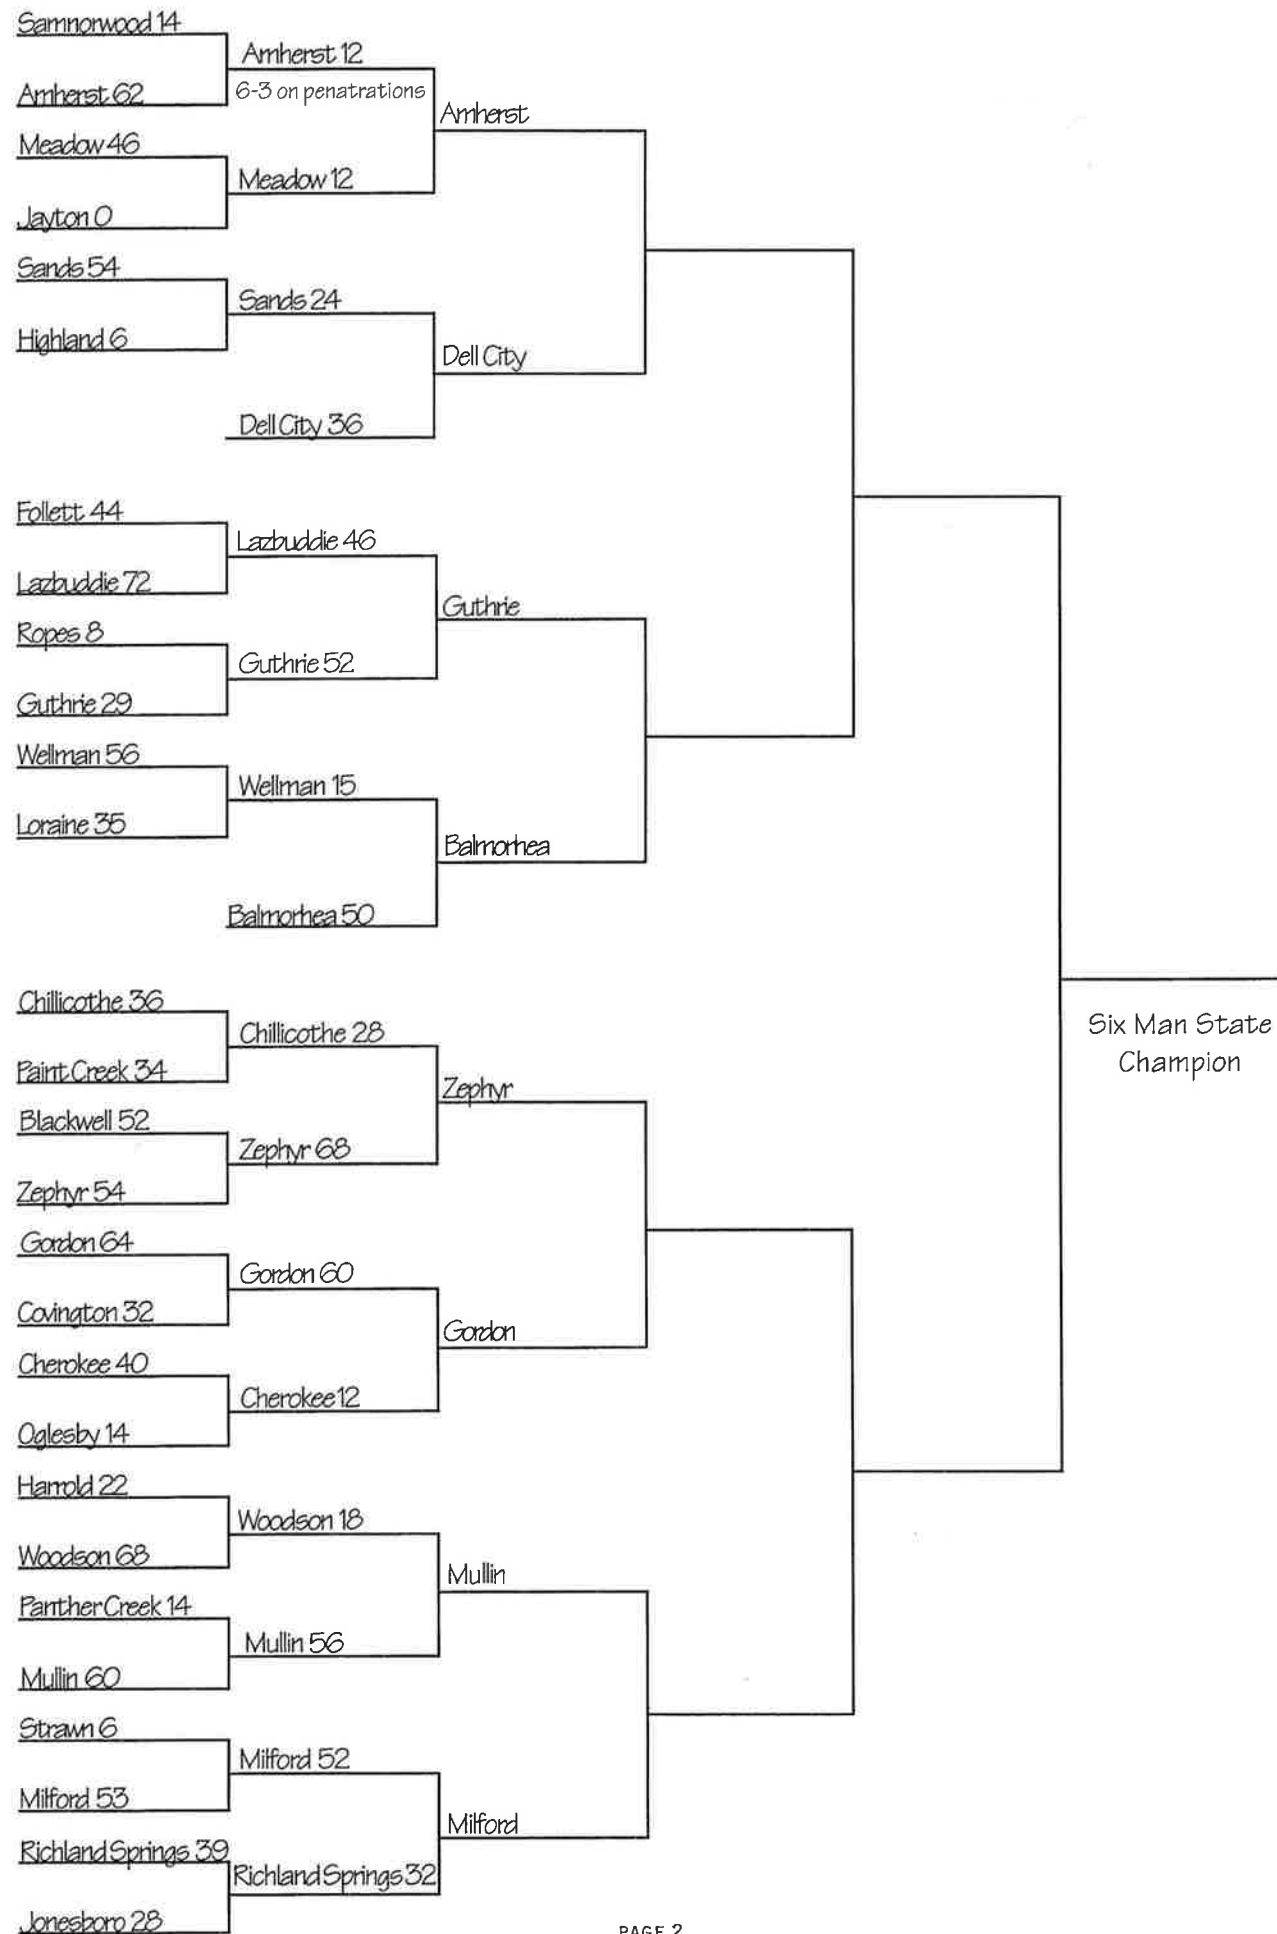 Samnorwood 14
Amherst 12
6-3 on penatrations
Amherst 62
Amherst
Meadow 46
Meadow 12
Jayton 0
Sands 54
Sands 24
Highland 6
Dell City
Dell City 36
Follett 44
Lazbuddie 46
Lazbuddie 72
Guthrie
Ropes 8
Guthrie 52
Guthrie 29
Wellman 56
Wellman 15
Loraine 35
Balmorhea
Balmorhea 50
Chillicothe 36
Chillicothe 28
Paint Creek 34
Zephyr
Blackwell 52
Zephyr 68
Zephyr 54
Six Man State
Champion
Gordon 64
Gordon 60
Covington 32
Gordon
Cherokee 40
Cherokee 12
Oglesby 14
Harrold 22
Woodson 18
Woodson 68
Mullin
Panther Creek 14
Mullin 56
Mullin 60
Strawn 6
Milford 52
Milford 53
Milford
Richland Springs 39
Richland Springs 32
Jonesboro 28
PAGE 2